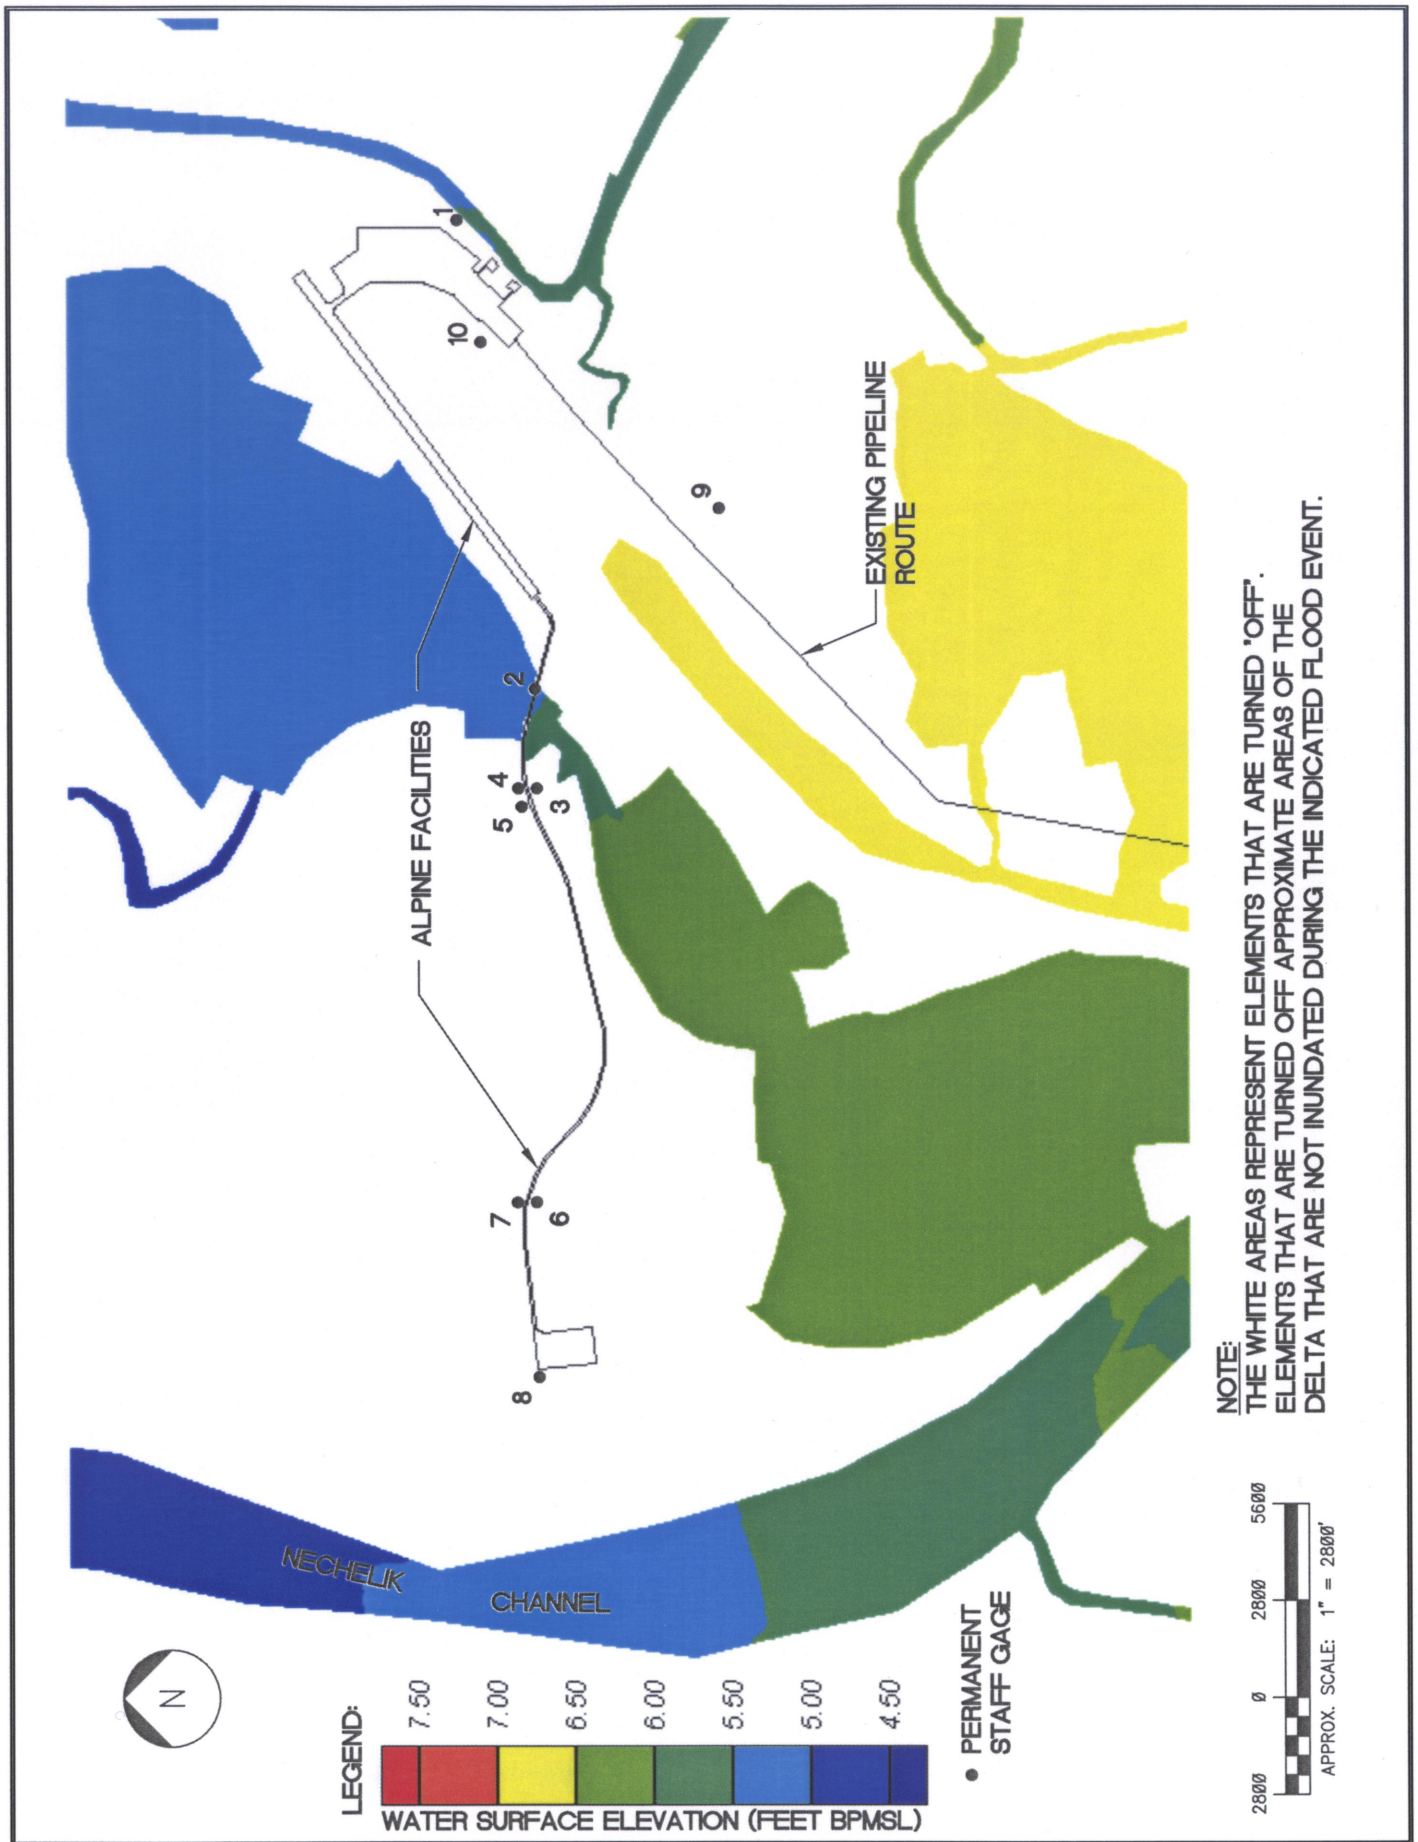 N
NECHELIK
CHANNEL
ALPINE FACILITIES
EXISTING PIPELINE
ROUTE
1
2
3
4
5
6
7
8
9
10
LEGEND:
WATER SURFACE ELEVATION (FEET BPMSL)
7.50
7.00
6.50
6.00
5.50
5.00
4.50
PERMANENT
STAFF GAGE
2800 0 2800 5600
APPROX. SCALE: 1" = 2800'
NOTE:
THE WHITE AREAS REPRESENT ELEMENTS THAT ARE TURNED 'OFF".
ELEMENTS THAT ARE TURNED OFF APPROXIMATE AREAS OF THE
DELTA THAT ARE NOT INUNDATED DURING THE INDICATED FLOOD EVENT.